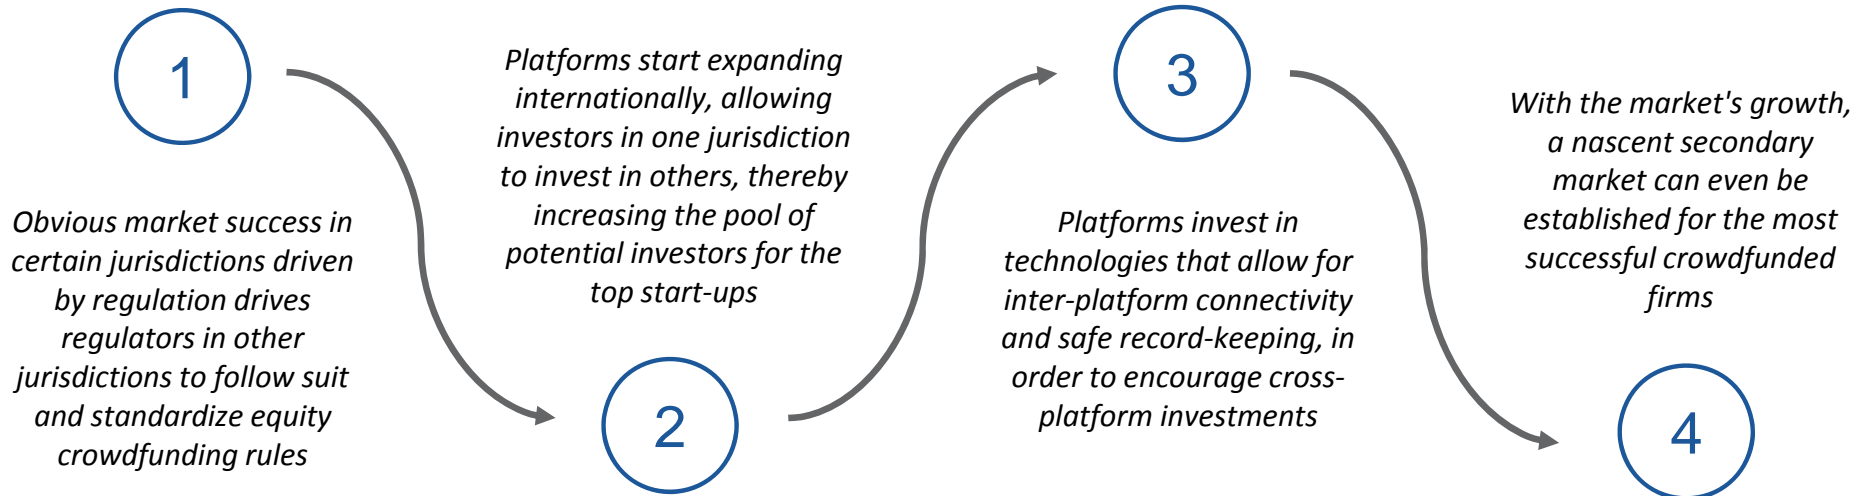 1
Obvious market success in
certain jurisdictions driven
by regulation drives
regulators in other
jurisdictions to follow suit
and standardize equity
crowdfunding rules
Platforms start expanding
internationally, allowing
investors in one jurisdiction
to invest in others, thereby
increasing the pool of
potential investors for the
top start-ups
2
3
Platforms invest in
technologies that allow for
inter-platform connectivity
and safe record-keeping, in
order to encourage cross-
platform investments
With the market's growth,
a nascent secondary
market can even be
established for the most
successful crowdfunded
firms
4